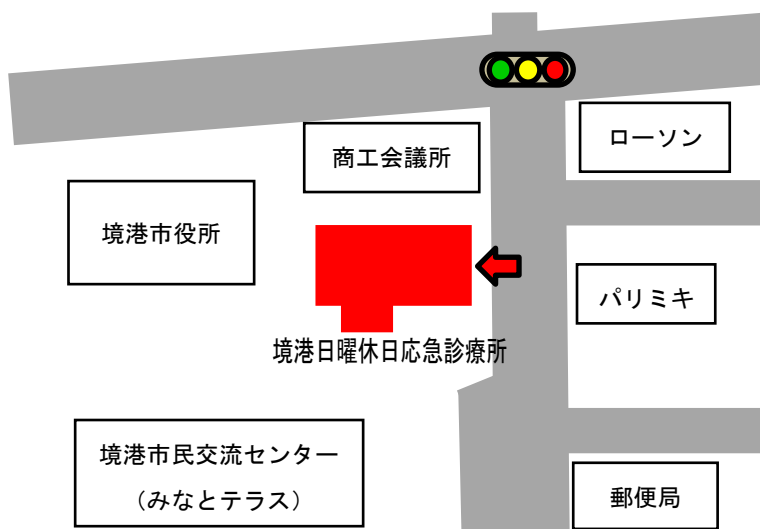 商工会議所
ローソン
境港市役所
パリミキ
境港日曜休日応急診療所
境港市民交流センター
（みなとテラス）
郵便局